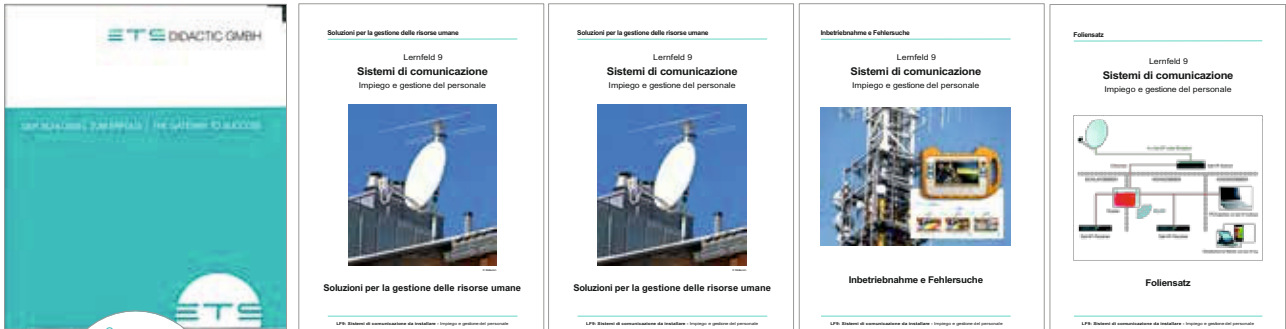 ETS DIDACTIC GMBH
THE GATEWAY TO SUCCESS
ETS
Soluzioni per la gestione delle risorse umane
Lernfeld 9
Sistemi di comunicazione
Impiego e gestione del personale
Soluzioni per la gestione delle risorse umane
LF9: Sistemi di comunicazione da installare - Impiego e gestione del personale
Soluzioni per la gestione delle risorse umane
Lernfeld 9
Sistemi di comunicazione
Impiego e gestione del personale
Soluzioni per la gestione delle risorse umane
LF9: Sistemi di comunicazione da installare - Impiego e gestione del personale
Inbetriebnahme e Fehlersuche
Lernfeld 9
Sistemi di comunicazione
Impiego e gestione del personale
Inbetriebnahme e Fehlersuche
LF9: Sistemi di comunicazione da installare - Impiego e gestione del personale
Foliensatz
Lernfeld 9
Sistemi di comunicazione
Impiego e gestione del personale
Foliensatz
LF9: Sistemi di comunicazione da installare - Impiego e gestione del personale